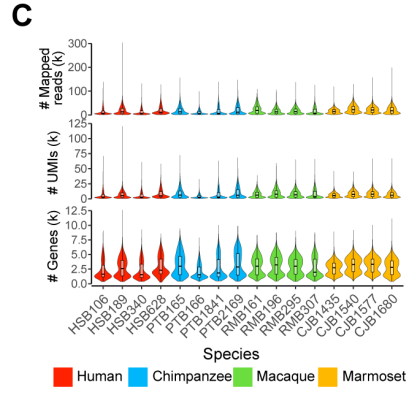 C
# Mapped
reads (k)
300
200
100
0
# UMIs (k)
125
100
75
50
25
0
# Genes (k)
12.5
10.0
7.5
5.0
2.5
0.0
HSB106
HSB189
HSB340
HSB628
PTB165
PTB166
PTB1841
PTB2169
RMB161
RMB196
RMB295
RMB307
CJB1435
CJB1540
CJB1577
CJB1680
Species
Human Chimpanzee Macaque Marmoset